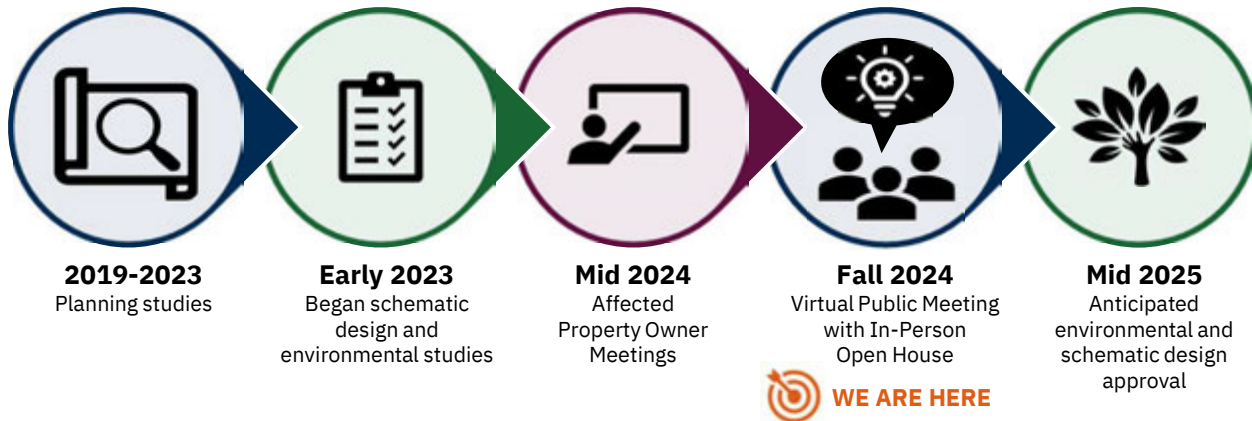 2019-2023
Planning studies
Early 2023
Began schematic
design and
environmental studies
Mid 2024
Affected
Property Owner
Meetings
Fall 2024
Virtual Public Meeting
with In-Person
Open House
WE ARE HERE
Mid 2025
Anticipated
environmental and
schematic design
approval